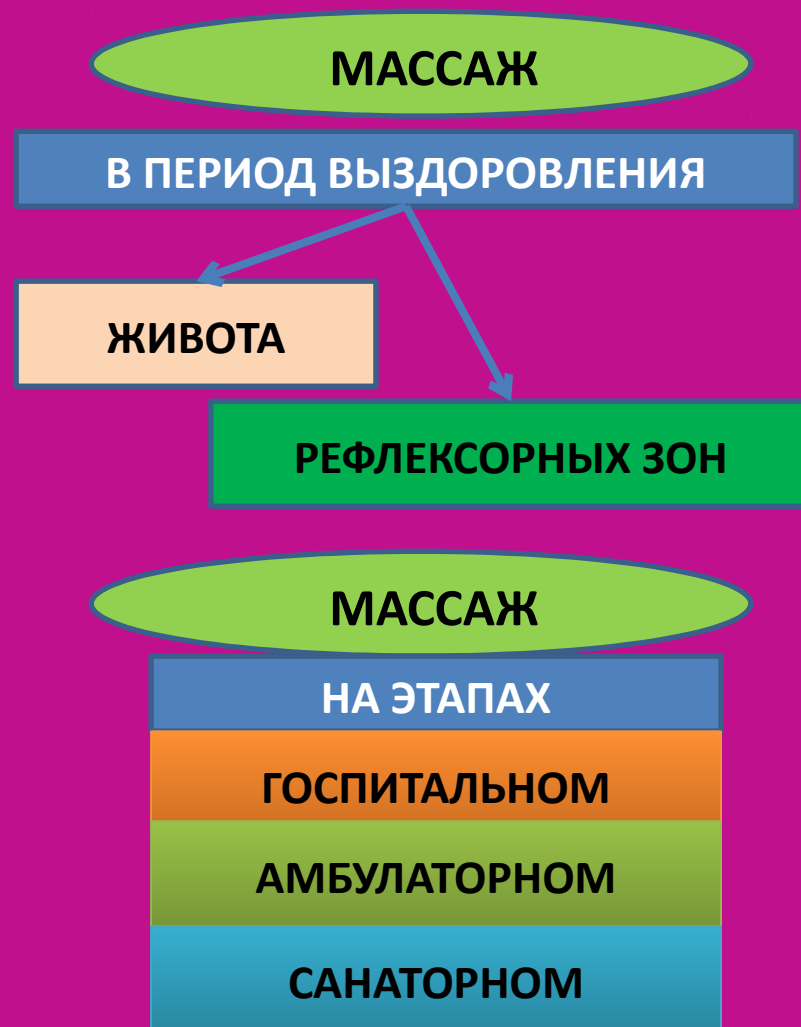 МАССАЖ
В ПЕРИОД ВЫЗДОРОВЛЕНИЯ
ЖИВОТА
РЕФЛЕКСОРНЫХ ЗОН
МАССАЖ
НА ЭТАПАХ
ГОСПИТАЛЬНОМ
АМБУЛАТОРНОМ
САНАТОРНОМ